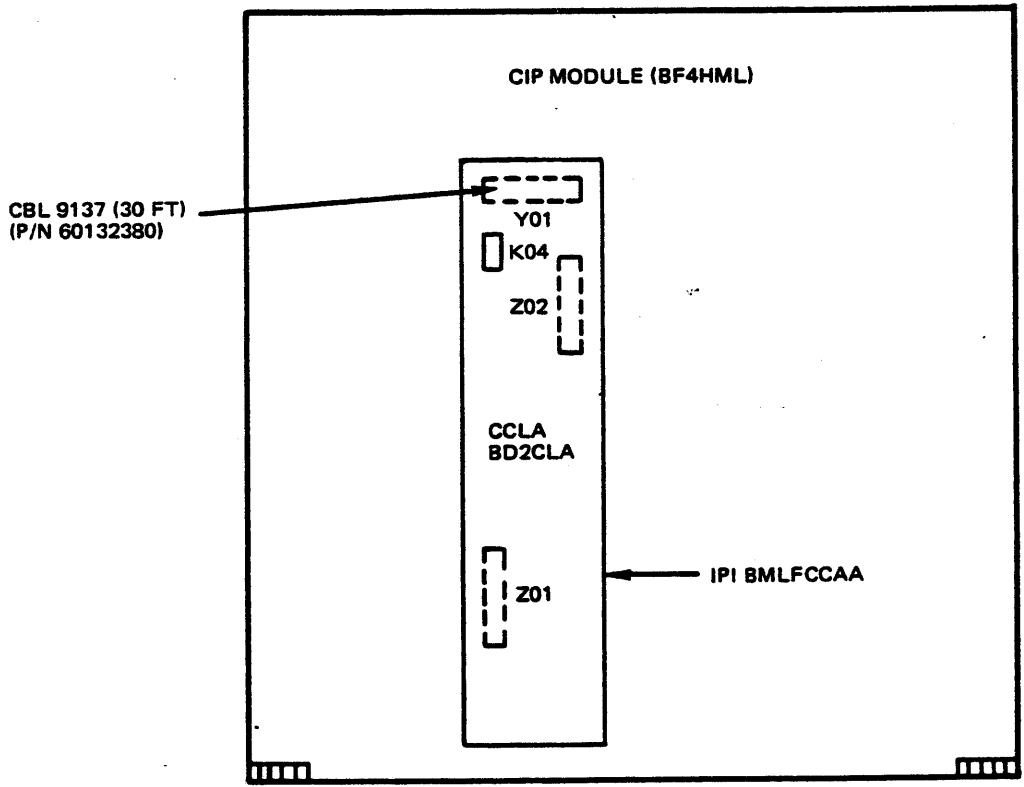 CIP MODULE (BF4HML)
CBL 9137 (30 FT)
(P/N 60132380)
Y01
K04
Z02
CCLA
BD2CLA
IPI BMLFCCAA
Z01